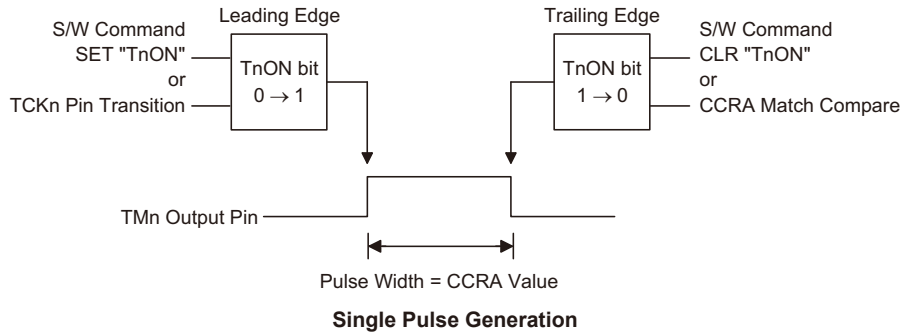 Leading Edge
S/W Command
SET "TnON"
or
TCKn Pin Transition
TnON bit
0 → 1
Trailing Edge
TnON bit
1 → 0
S/W Command
CLR "TnON"
or
CCRA Match Compare
TMn Output Pin
Pulse Width = CCRA Value
Single Pulse Generation